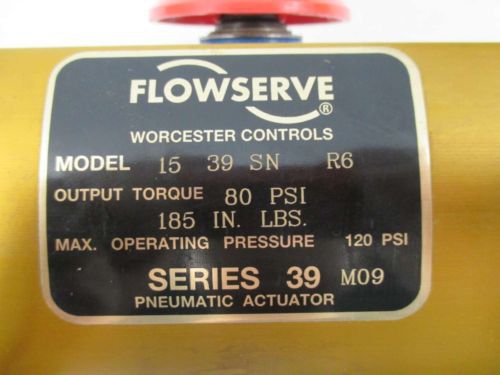 FLOWSERVE
®
WORCESTER CONTROLS
MODEL 15 39 SN R6
OUTPUT TORQUE 80 PSI
185 IN. LBS.
MAX. OPERATING PRESSURE 120 PSI
SERIES 39 M09
PNEUMATIC ACTUATOR